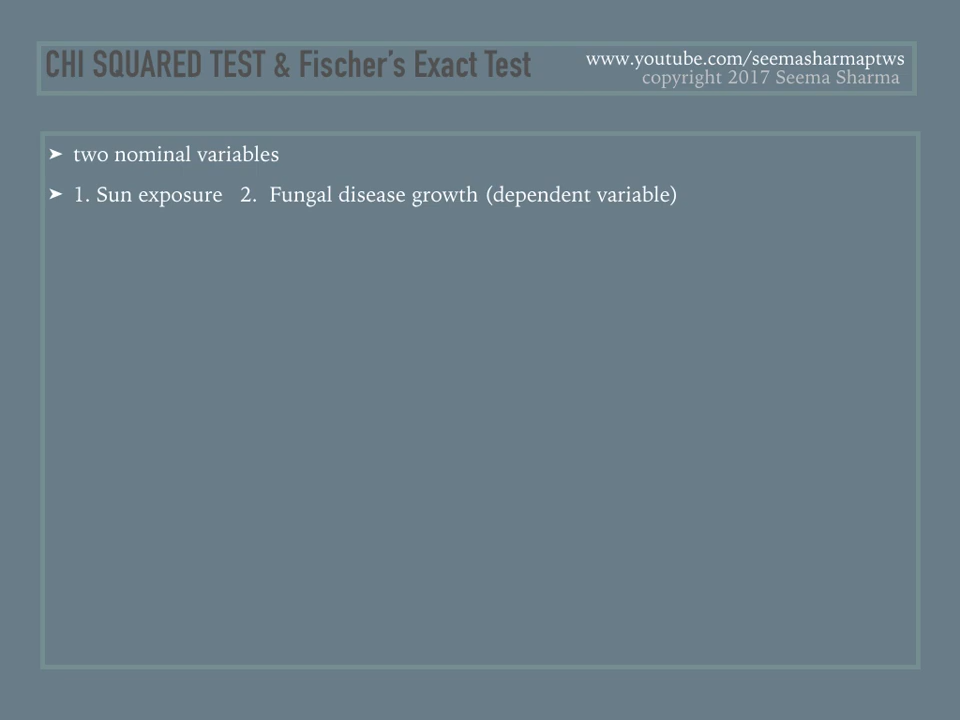 CHI SQUARED TEST & Fischer's Exact Test
www.youtube.com/seemasharmaptws
copyright 2017 Seema Sharma
➤ two nominal variables
➤ 1. Sun exposure 2. Fungal disease growth (dependent variable)